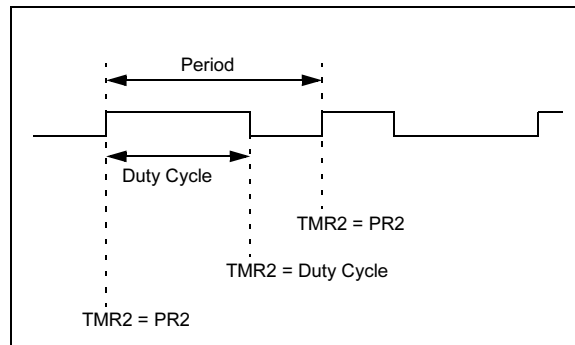 Period
Duty Cycle
TMR2 = PR2
TMR2 = Duty Cycle
TMR2 = PR2